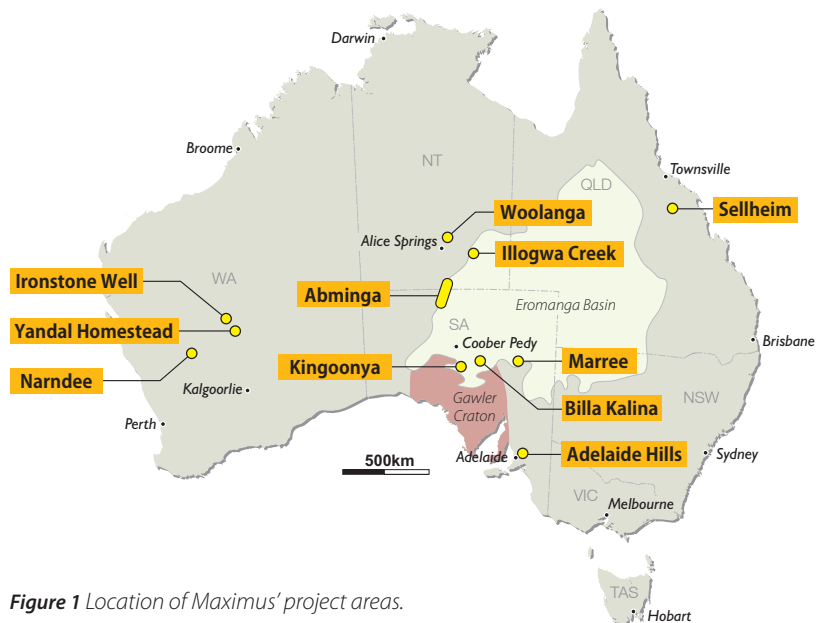 Darwin
Broome
NT
Townsville
QLD
Woolanga
Sellheim
Alice Springs
Illogwa Creek
WA
Ironstone Well
Abminga
Eromanga Basin
Yandal Homestead
SA
Coober Pedy
Brisbane
Kingoonya
Marree
Narndee
Kalgoorlie
Gawler
Craton
Billa Kalina
NSW
Perth
500km
Adelaide
Adelaide Hills
Sydney
VIC
Melbourne
TAS
Hobart
Figure 1 Location of Maximus' project areas.